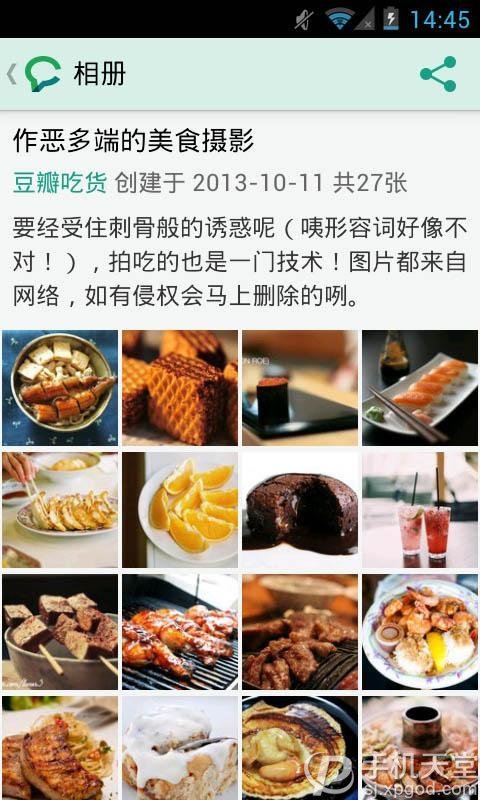 14:45
相册
作恶多端的美食摄影
豆瓣吃货 创建于 2013-10-11 共27张
要经受住刺骨般的诱惑呢（咦形容词好像不
对！），拍吃的也是一门技术！图片都来自
网络，如有侵权会马上删除的咧。
ON ROE)
手机天堂
sj.xpgod.com